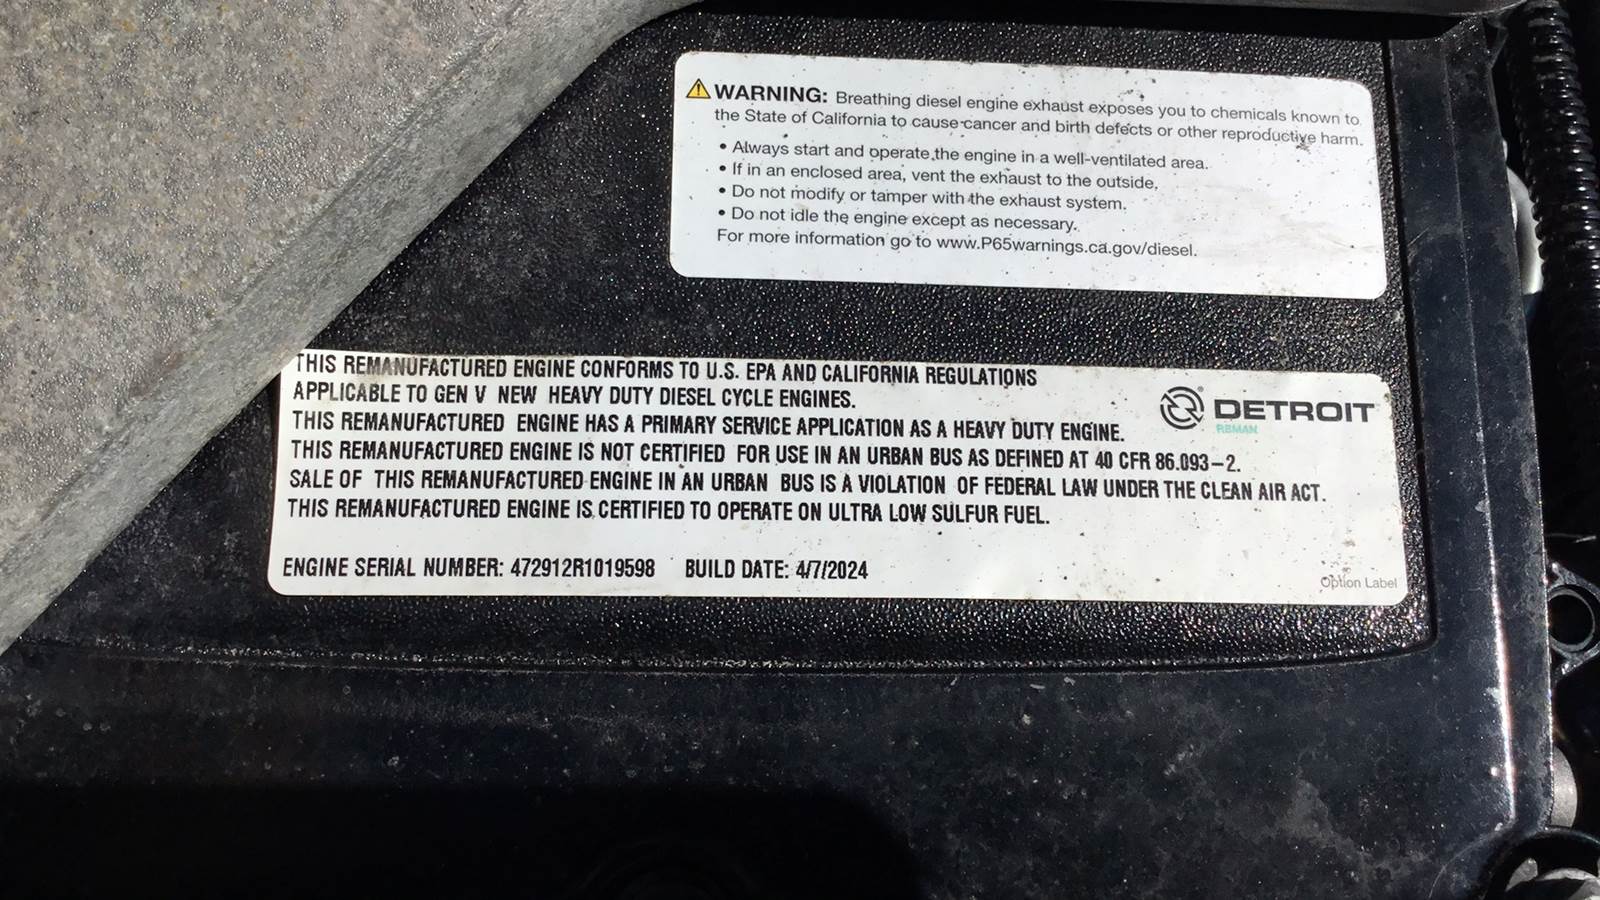 WARNING: Breathing diesel engine exhaust exposes you to chemicals known to
the State of California to cause cancer and birth defects or other reproductive harm.
• Always start and operate the engine in a well-ventilated area.
• If in an enclosed area, vent the exhaust to the outside.
• Do not modify or tamper with the exhaust system.
• Do not idle the engine except as necessary.
For more information go to www.P65warnings.ca.gov/diesel.
THIS REMANUFACTURED ENGINE CONFORMS TO U.S. EPA AND CALIFORNIA REGULATIONS
APPLICABLE TO GEN V NEW HEAVY DUTY DIESEL CYCLE ENGINES.
THIS REMANUFACTURED ENGINE HAS A PRIMARY SERVICE APPLICATION AS A HEAVY DUTY ENGINE.
THIS REMANUFACTURED ENGINE IS NOT CERTIFIED FOR USE IN AN URBAN BUS AS DEFINED AT 40 CFR 86.093-2.
SALE OF THIS REMANUFACTURED ENGINE IN AN URBAN BUS IS A VIOLATION OF FEDERAL LAW UNDER THE CLEAN AIR ACT.
THIS REMANUFACTURED ENGINE IS CERTIFIED TO OPERATE ON ULTRA LOW SULFUR FUEL.
DETROIT
REMAN
ENGINE SERIAL NUMBER: 472912R1019598 BUILD DATE: 4/7/2024
Option Label